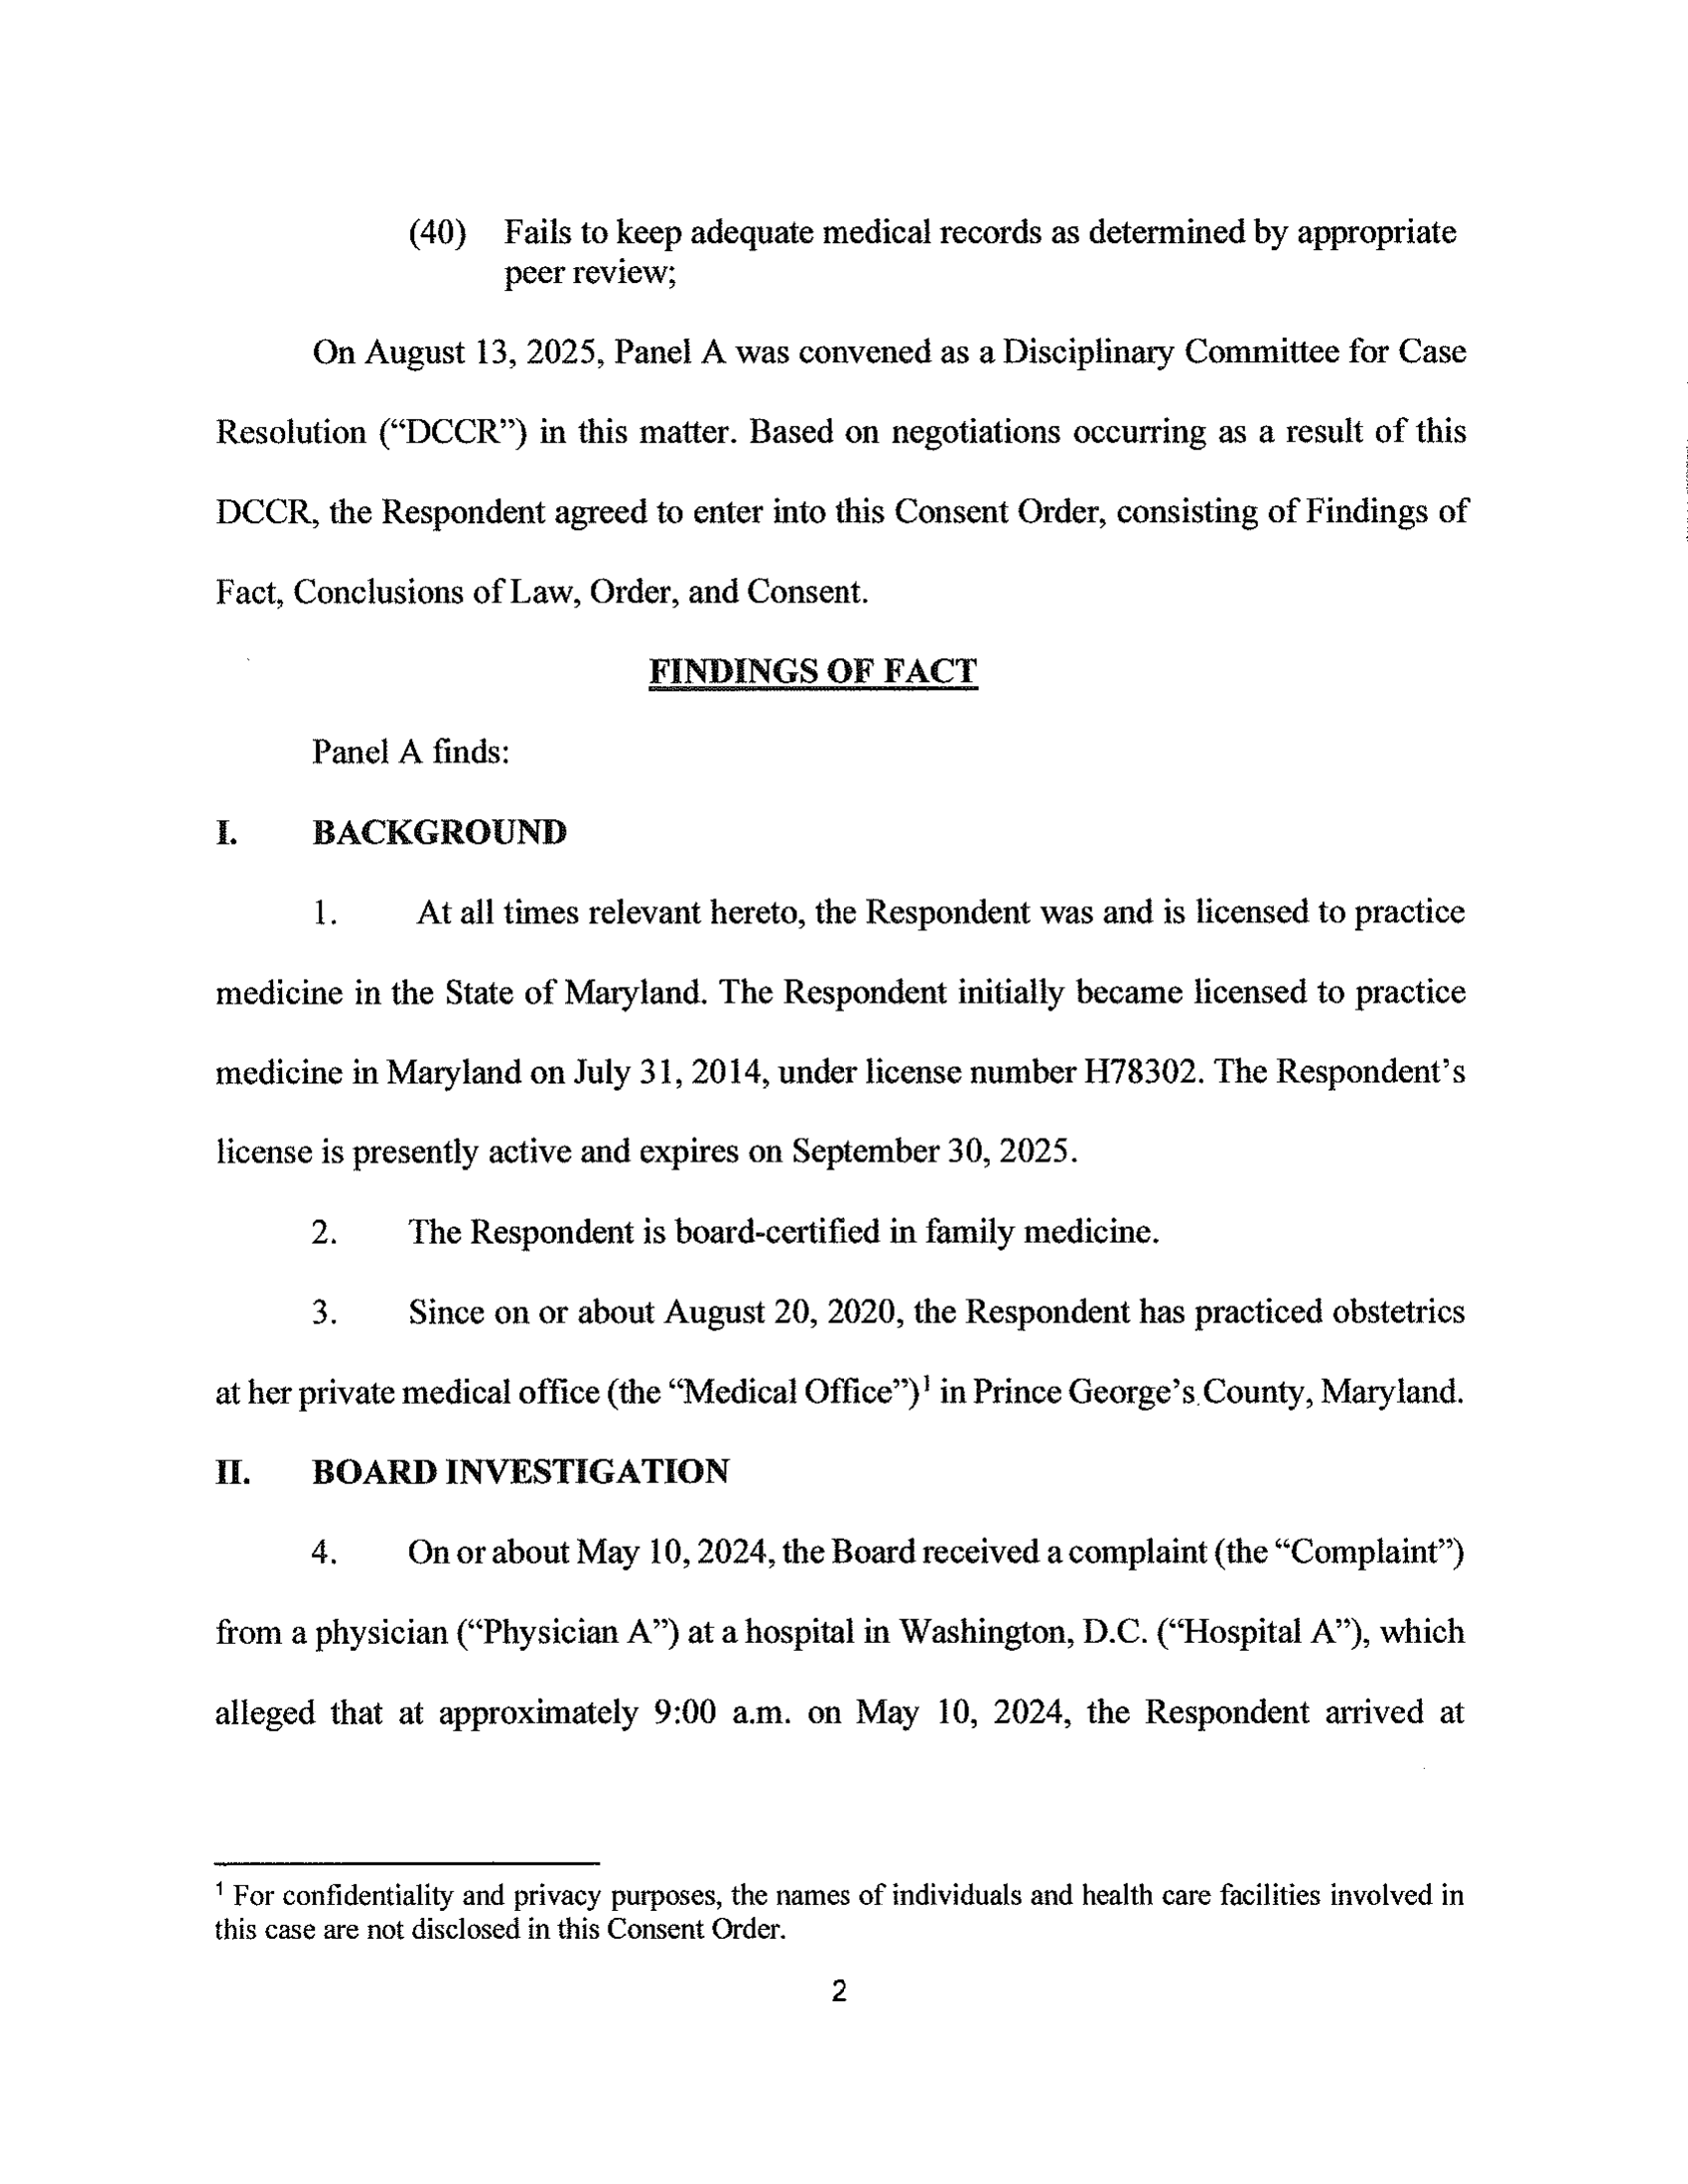 (40) Fails to keep adequate medical records as determined by appropriate
peer review;
On August 13, 2025, Panel A was convened as a Disciplinary Committee for Case
Resolution (“DCCR”) in this matter. Based on negotiations occurring as a result of this
DCCR, the Respondent agreed to enter into this Consent Order, consisting of Findings of
Fact, Conclusions of Law, Order, and Consent.
FINDINGS OF FACT
Panel A finds:
I. BACKGROUND
1. At all times relevant hereto, the Respondent was and is licensed to practice
medicine in the State of Maryland. The Respondent initially became licensed to practice
medicine in Maryland on July 31, 2014, under license number H78302. The Respondent’s
license is presently active and expires on September 30, 2025.
2. The Respondent is board-certified in family medicine.
3. Since on or about August 20, 2020, the Respondent has practiced obstetrics
at her private medical office (the “Medical Office”)¹ in Prince George’s County, Maryland.
II. BOARD INVESTIGATION
4. On or about May 10, 2024, the Board received a complaint (the “Complaint”)
from a physician (“Physician A”) at a hospital in Washington, D.C. (“Hospital A”), which
alleged that at approximately 9:00 a.m. on May 10, 2024, the Respondent arrived at
¹ For confidentiality and privacy purposes, the names of individuals and health care facilities involved in
this case are not disclosed in this Consent Order.
2